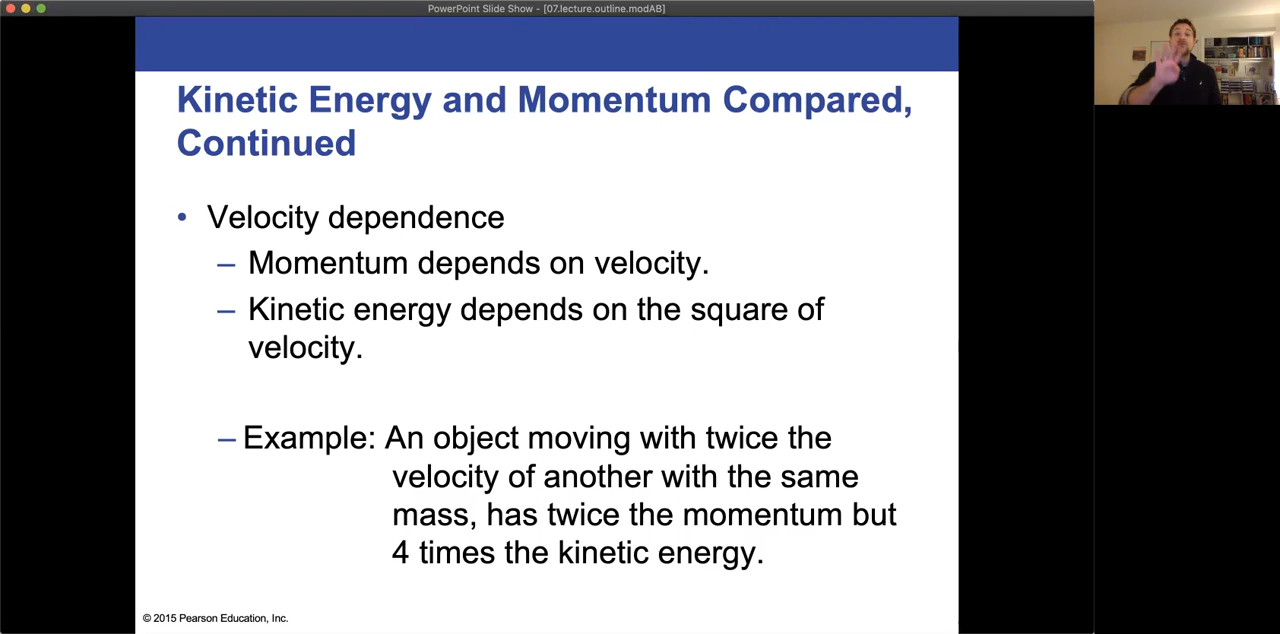 PowerPoint Slide Show - [07.lecture.outline.modAB]
Kinetic Energy and Momentum Compared,
Continued
• Velocity dependence
– Momentum depends on velocity.
– Kinetic energy depends on the square of
velocity.
– Example: An object moving with twice the
velocity of another with the same
mass, has twice the momentum but
4 times the kinetic energy.
© 2015 Pearson Education, Inc.